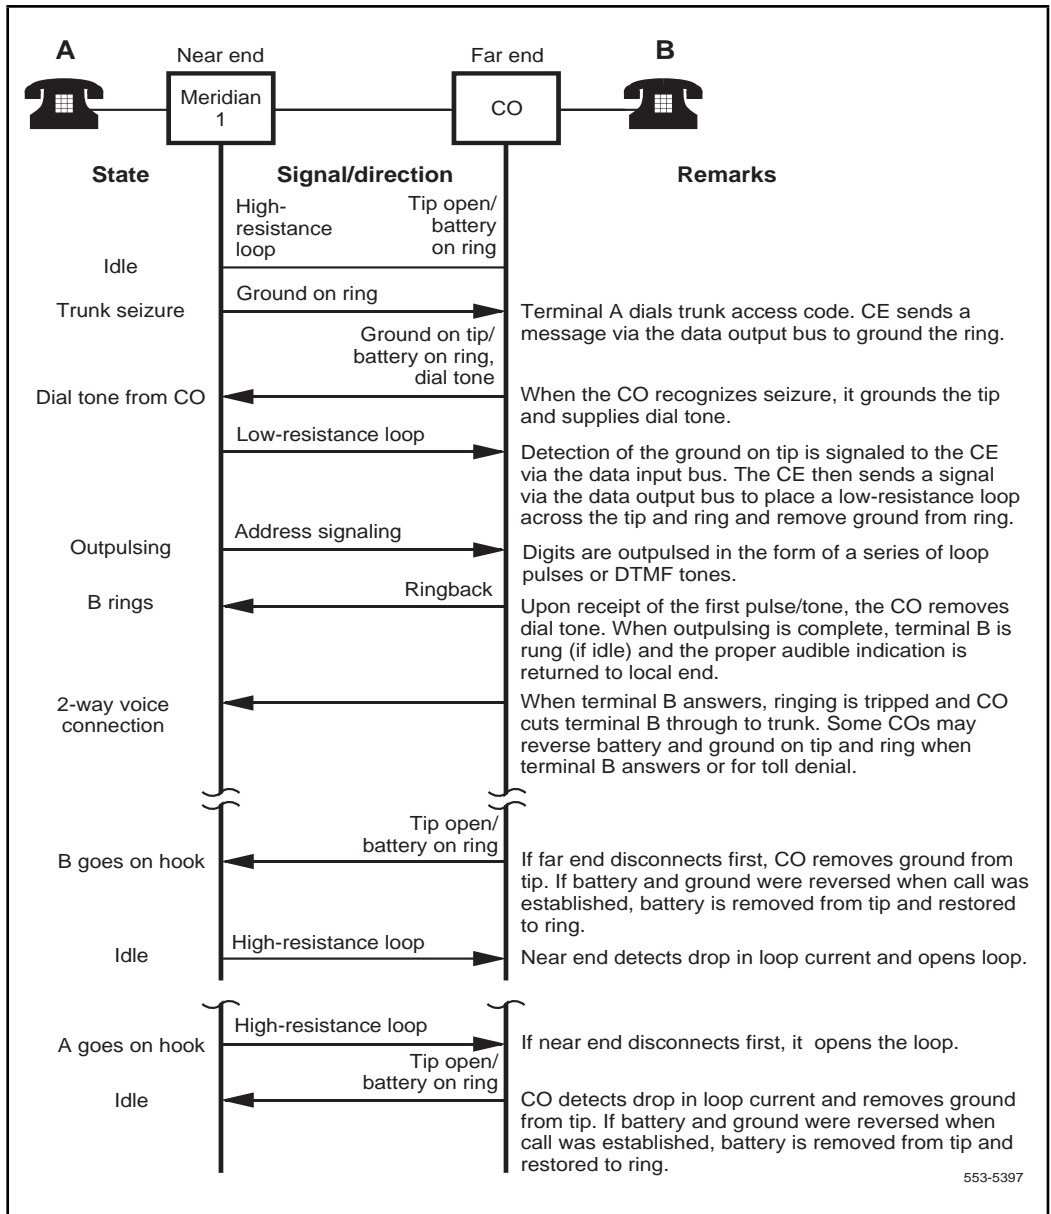 A
Near end
Far end
B
Meridian
1
CO
State
Signal/direction
Remarks
High-
resistance
loop
Tip open/
battery
on ring
Idle
Ground on ring
Trunk seizure
Terminal A dials trunk access code. CE sends a
message via the data output bus to ground the ring.
Ground on tip/
battery on ring,
dial tone
Dial tone from CO
When the CO recognizes seizure, it grounds the tip
and supplies dial tone.
Low-resistance loop
Detection of the ground on tip is signaled to the CE
via the data input bus. The CE then sends a signal
via the data output bus to place a low-resistance loop
across the tip and ring and remove ground from ring.
Outpulsing
Address signaling
Digits are outpulsed in the form of a series of loop
pulses or DTMF tones.
B rings
Ringback
Upon receipt of the first pulse/tone, the CO removes
dial tone. When outpulsing is complete, terminal B is
rung (if idle) and the proper audible indication is
returned to local end.
2-way voice
connection
When terminal B answers, ringing is tripped and CO
cuts terminal B through to trunk. Some COs may
reverse battery and ground on tip and ring when
terminal B answers or for toll denial.
Tip open/
battery on ring
B goes on hook
If far end disconnects first, CO removes ground from
tip. If battery and ground were reversed when call was
established, battery is removed from tip and restored
to ring.
Idle
High-resistance loop
Near end detects drop in loop current and opens loop.
High-resistance loop
A goes on hook
If near end disconnects first, it opens the loop.
Tip open/
battery on ring
Idle
CO detects drop in loop current and removes ground
from tip. If battery and ground were reversed when
call was established, battery is removed from tip and
restored to ring.
553-5397